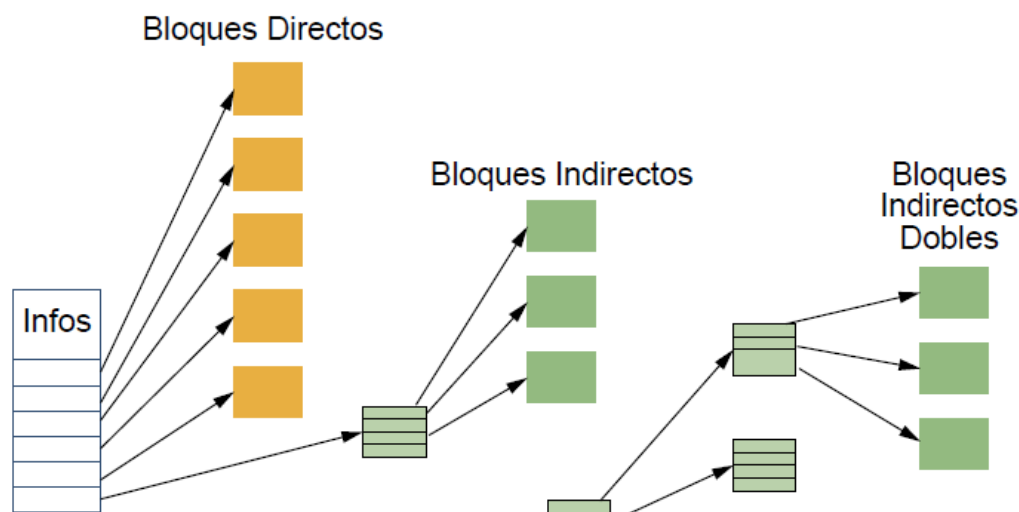 Bloques Directos
Bloques Indirectos
Bloques
Indirectos
Dobles
Infos